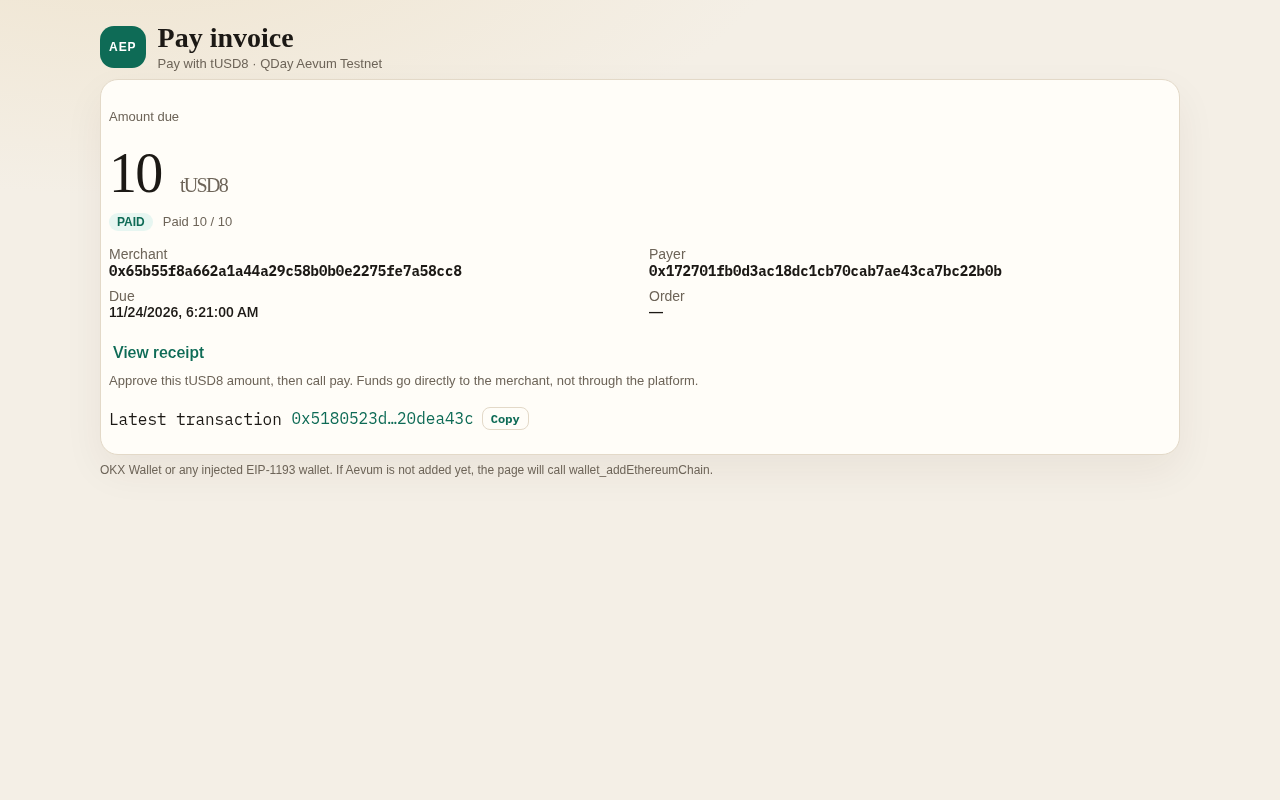 AEP
Pay invoice
Pay with tUSD8 · QDay Aevum Testnet
Amount due
10 tUSD8
PAID Paid 10 / 10
Merchant
0x65b55f8a662a1a44a29c58b0b0e2275fe7a58cc8
Payer
0x172701fb0d3ac18dc1cb70cab7ae43ca7bc22b0b
Due
11/24/2026, 6:21:00 AM
Order
—
View receipt
Approve this tUSD8 amount, then call pay. Funds go directly to the merchant, not through the platform.
Latest transaction 0x5180523d…20dea43c Copy
OKX Wallet or any injected EIP-1193 wallet. If Aevum is not added yet, the page will call wallet_addEthereumChain.